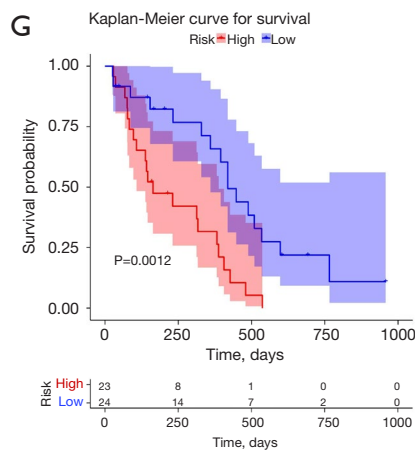 G
Kaplan-Meier curve for survival
Risk High Low
1.00
0.75
0.50
0.25
0.00
Survival probability
P=0.0012
0 250 500 750 1000
Time, days
Risk
High 23 8 1 0 0
Low 24 14 7 2 0
0 250 500 750 1000
Time, days